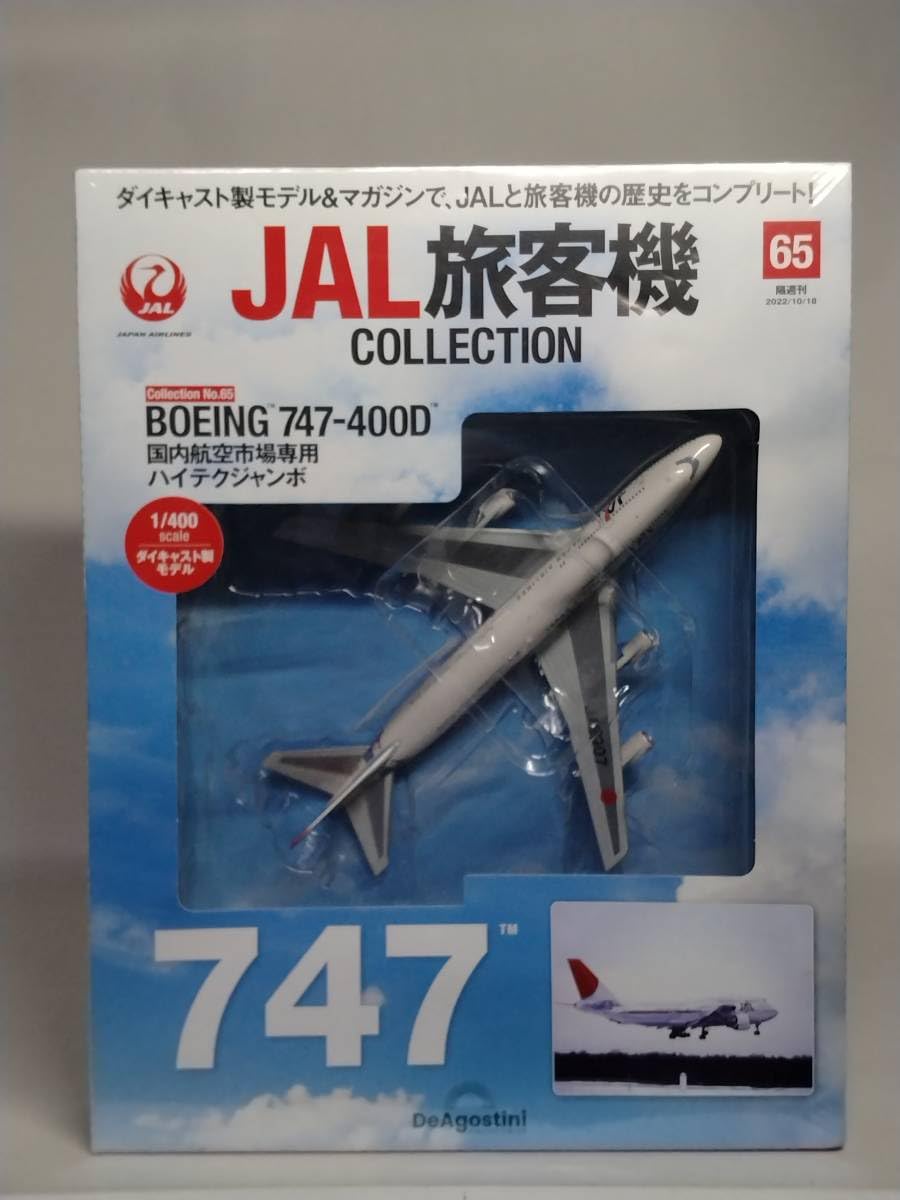 ダイキャスト製モデル&マガジンで、JALと旅客機の歴史をコンプリート!
JAL
JAPAN AIRLINES
JAL旅客機
COLLECTION
65
隔週刊
2022/10/18
Collection No.65
BOEING™ 747-400D™
国内航空市場専用
ハイテクジャンボ
1/400
scale
ダイキャスト製
モデル
747™
DeAgostini